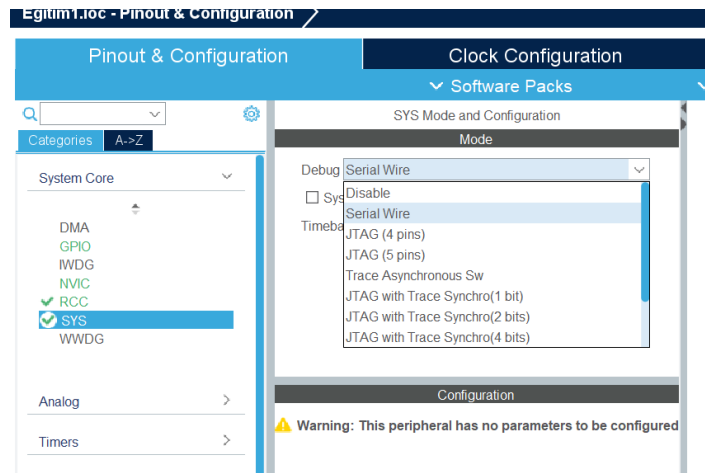 Egitim1.ioc - Pinout & Configuration
Pinout & Configuration
Clock Configuration
Software Packs
SYS Mode and Configuration
Categories
A->Z
Mode
System Core
Debug Serial Wire
Sys
Disable
Serial Wire
Timeba
JTAG (4 pins)
JTAG (5 pins)
Trace Asynchronous Sw
JTAG with Trace Synchro(1 bit)
JTAG with Trace Synchro(2 bits)
JTAG with Trace Synchro(4 bits)
DMA
GPIO
IWDG
NVIC
RCC
SYS
WWDG
Analog
Timers
Configuration
Warning: This peripheral has no parameters to be configured